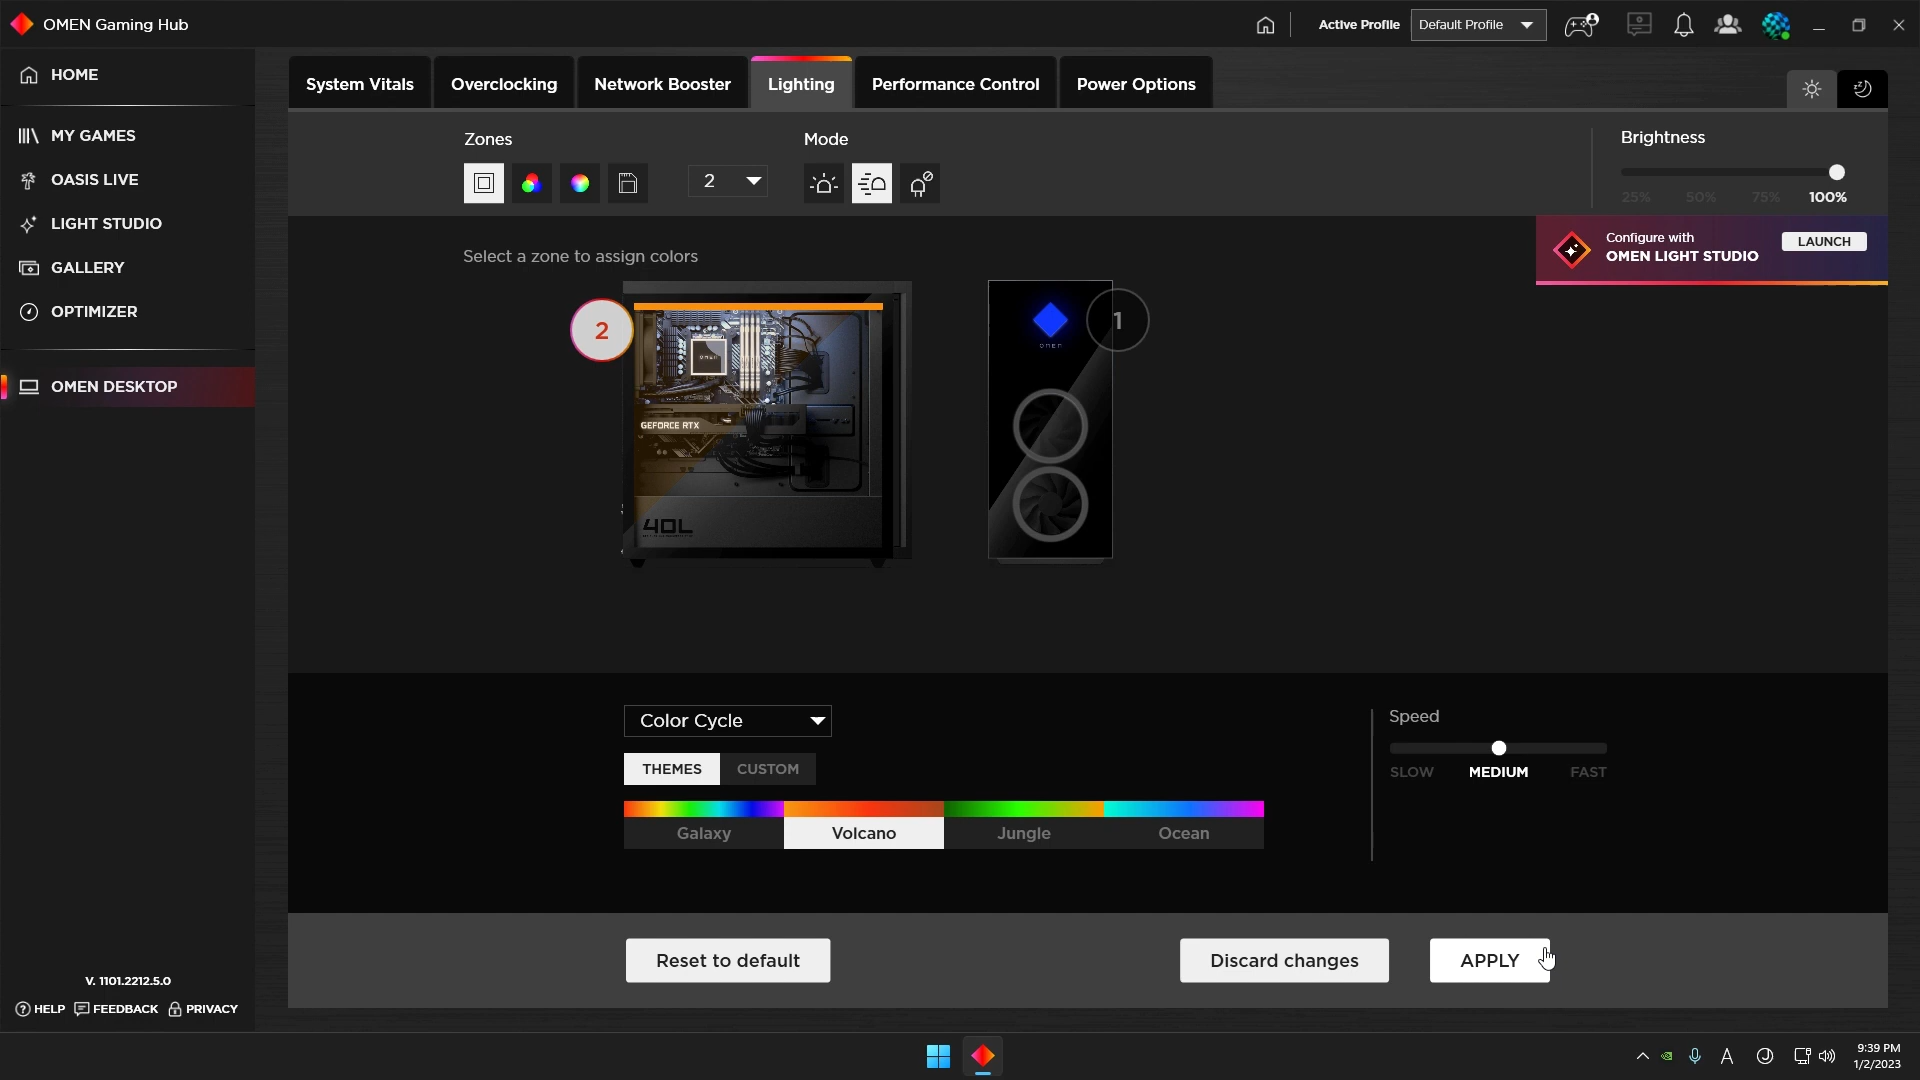 OMEN Gaming Hub
Active Profile
Default Profile
HOME
MY GAMES
OASIS LIVE
LIGHT STUDIO
GALLERY
OPTIMIZER
OMEN DESKTOP
V. 1101.2212.5.0
HELP
FEEDBACK
PRIVACY
System Vitals
Overclocking
Network Booster
Lighting
Performance Control
Power Options
Zones
2
Mode
Brightness
25%
50%
75%
100%
Configure with
OMEN LIGHT STUDIO
LAUNCH
Select a zone to assign colors
2
1
OMEN
OMEN
GEFORCE RTX
40L
Color Cycle
THEMES
CUSTOM
Galaxy
Volcano
Jungle
Ocean
Speed
SLOW
MEDIUM
FAST
Reset to default
Discard changes
APPLY
A
9:39 PM
1/2/2023